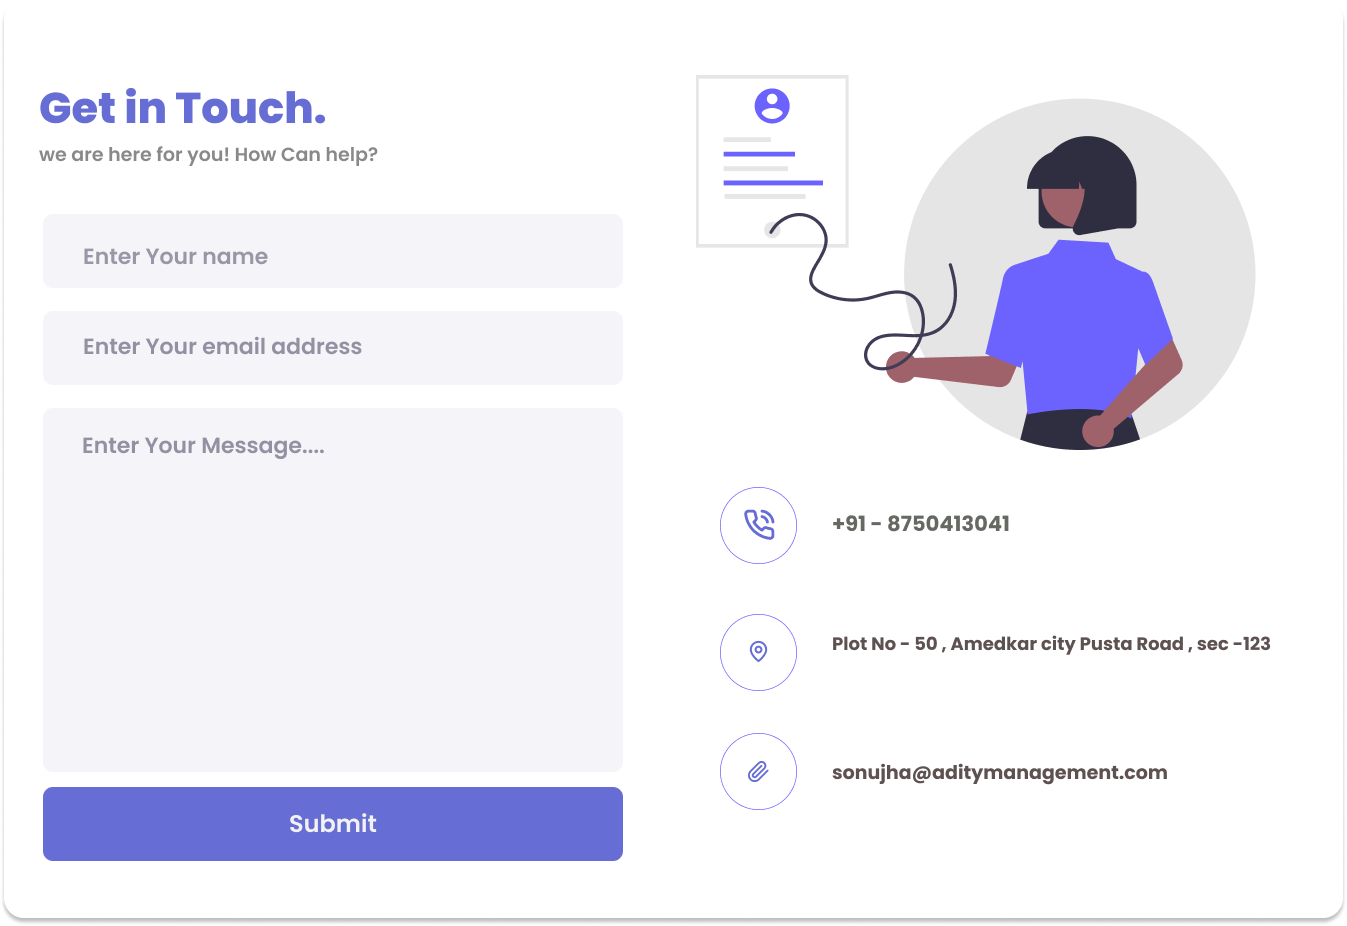 Get in Touch.
we are here for you! How Can help?
Enter Your name
Enter Your email address
Enter Your Message....
Submit
+91 - 8750413041
Plot No - 50 , Amedkar city Pusta Road , sec -123
sonujha@aditymanagement.com